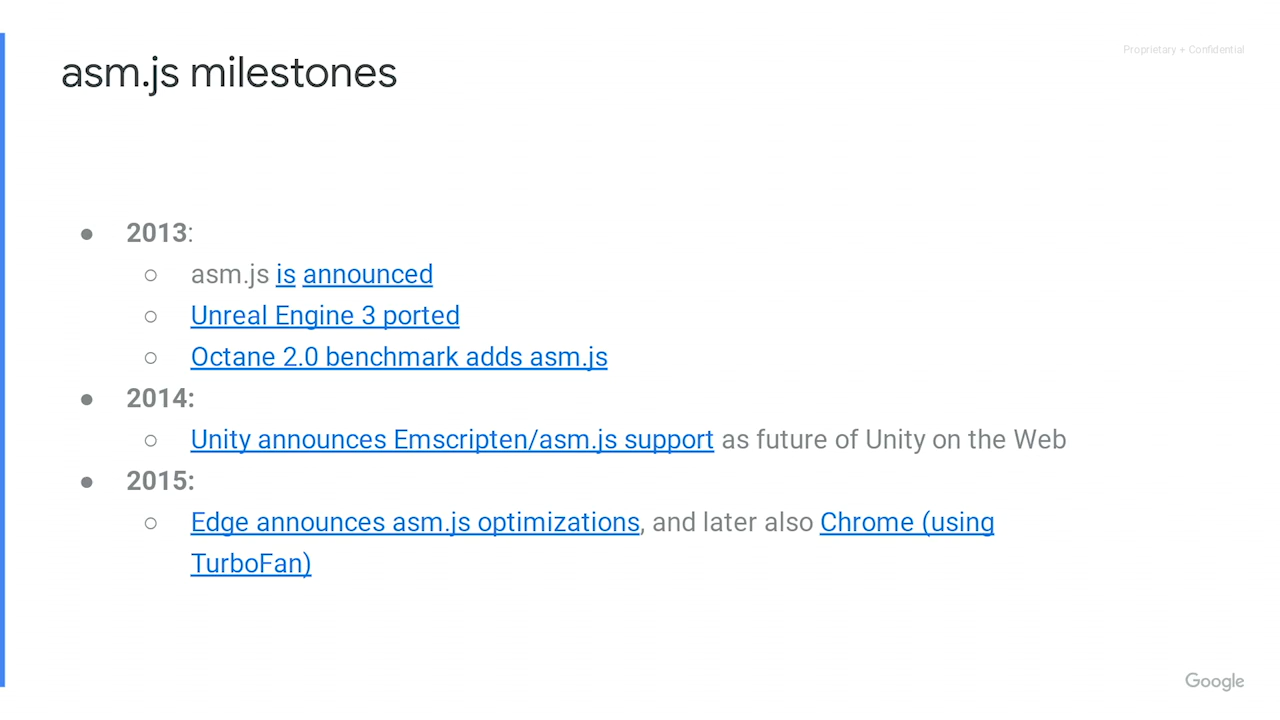 Proprietary + Confidential
asm.js milestones
● 2013:
○ asm.js is announced
○ Unreal Engine 3 ported
○ Octane 2.0 benchmark adds asm.js
● 2014:
○ Unity announces Emscripten/asm.js support as future of Unity on the Web
● 2015:
○ Edge announces asm.js optimizations, and later also Chrome (using
TurboFan)
Google